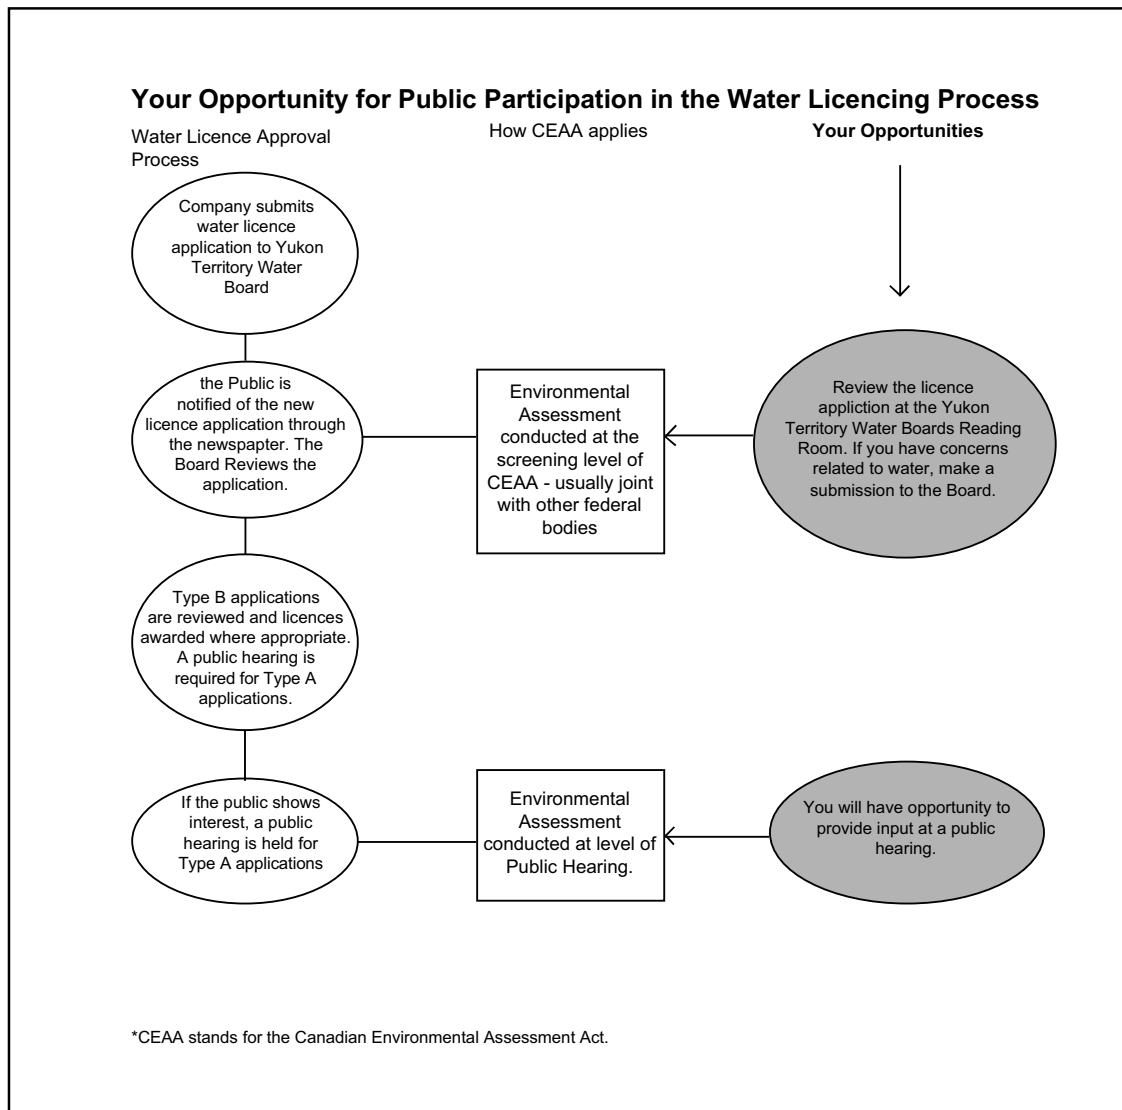 Your Opportunity for Public Participation in the Water Licencing Process
Water Licence Approval
Process
How CEAA applies
Your Opportunities
Company submits
water licence
application to Yukon
Territory Water
Board
the Public is
notified of the new
licence application through
the newspapter. The
Board Reviews the
application.
Environmental
Assessment
conducted at the
screening level of
CEAA - usually joint
with other federal
bodies
Review the licence
appliction at the Yukon
Territory Water Boards Reading
Room. If you have concerns
related to water, make a
submission to the Board.
Type B applications
are reviewed and licences
awarded where appropriate.
A public hearing is
required for Type A
applications.
If the public shows
interest, a public
hearing is held for
Type A applications
Environmental
Assessment
conducted at level of
Public Hearing.
You will have opportunity to
provide input at a public
hearing.
*CEAA stands for the Canadian Environmental Assessment Act.